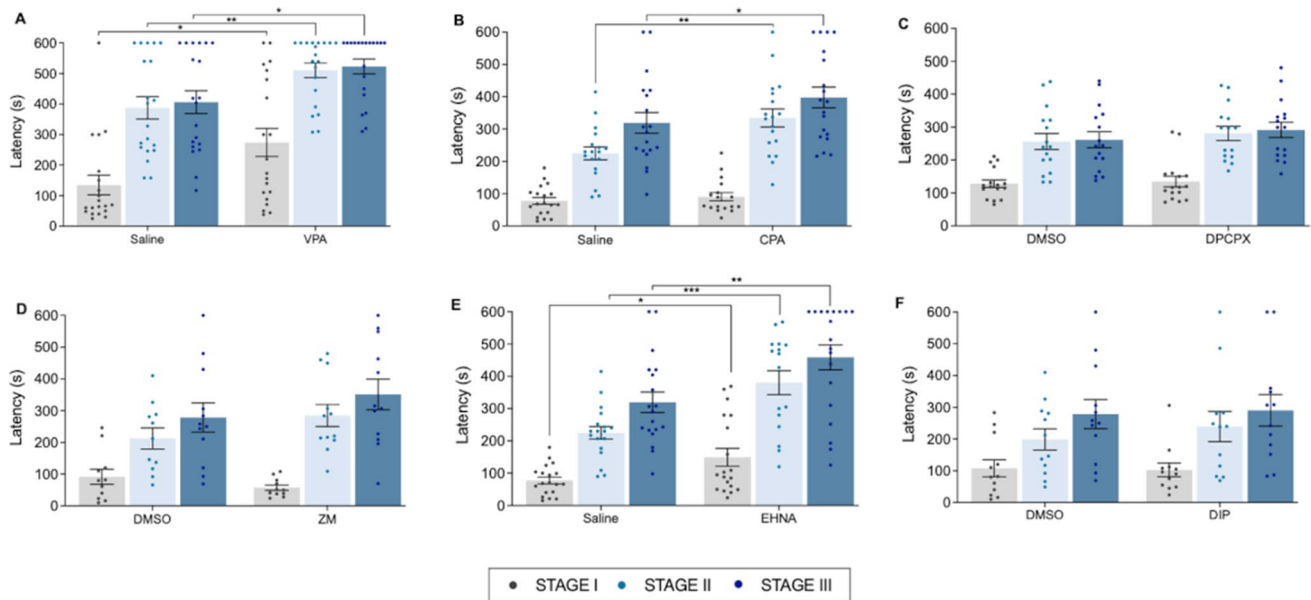 A
*
**
*
Latency (s)
600
500
400
300
200
100
0
Saline VPA
B
*
**
Latency (s)
600
500
400
300
200
100
0
Saline CPA
C
Latency (s)
600
500
400
300
200
100
0
DMSO DPCPX
D
Latency (s)
600
500
400
300
200
100
0
DMSO ZM
E
**
***
*
Latency (s)
600
500
400
300
200
100
0
Saline EHNA
F
Latency (s)
600
500
400
300
200
100
0
DMSO DIP
STAGE I STAGE II STAGE III